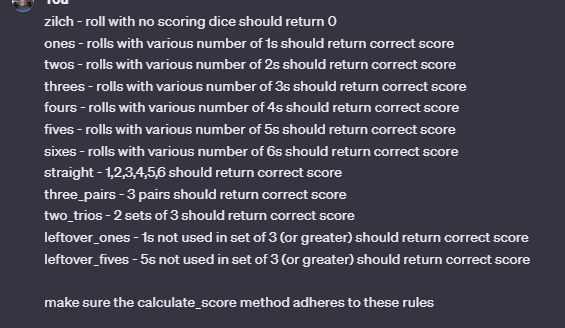 You
zilch - roll with no scoring dice should return 0
ones - rolls with various number of 1s should return correct score
twos - rolls with various number of 2s should return correct score
threes - rolls with various number of 3s should return correct score
fours - rolls with various number of 4s should return correct score
fives - rolls with various number of 5s should return correct score
sixes - rolls with various number of 6s should return correct score
straight - 1,2,3,4,5,6 should return correct score
three_pairs - 3 pairs should return correct score
two_trios - 2 sets of 3 should return correct score
leftover_ones - 1s not used in set of 3 (or greater) should return correct score
leftover_fives - 5s not used in set of 3 (or greater) should return correct score
make sure the calculate_score method adheres to these rules